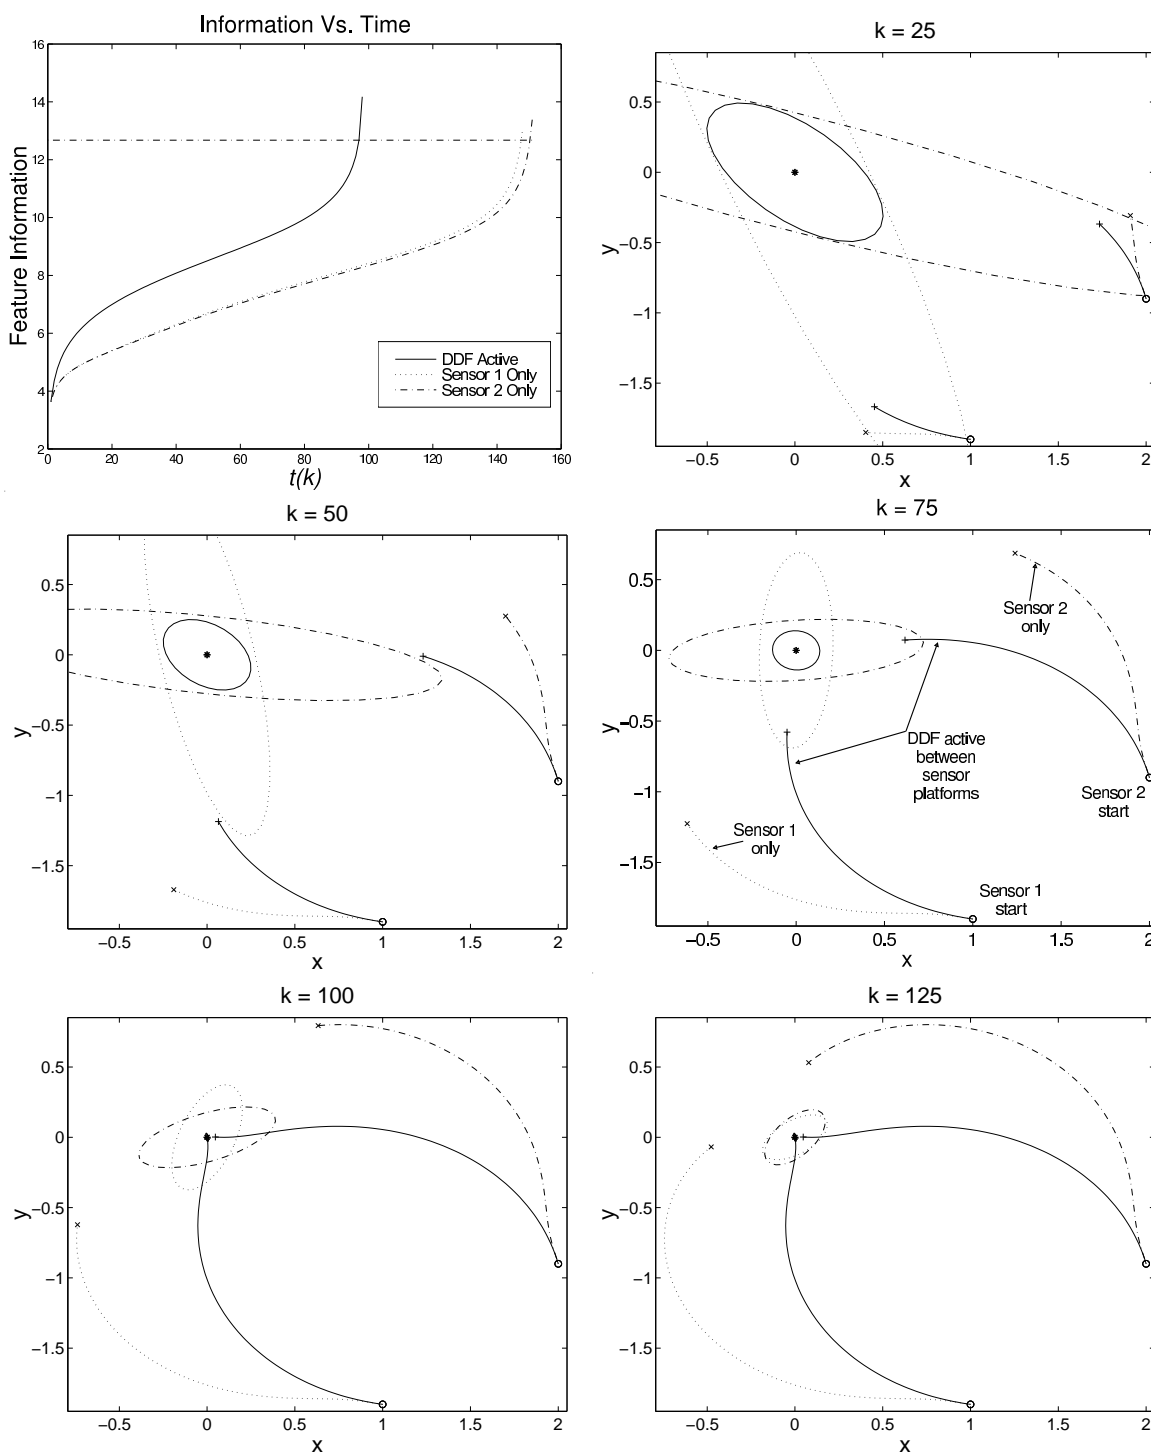 Information Vs. Time
16
14
12
10
8
6
4
2
Feature Information
DDF Active
Sensor 1 Only
Sensor 2 Only
0 20 40 60 80 100 120 140 160
t(k)
k = 25
0.5
0
−0.5
−1
−1.5
y
−0.5 0 0.5 1 1.5 2
x
k = 50
0.5
0
−0.5
−1
−1.5
y
−0.5 0 0.5 1 1.5 2
x
k = 75
0.5
0
−0.5
−1
−1.5
y
Sensor 2
only
DDF active
between
sensor
platforms
Sensor 2
start
Sensor 1
only
Sensor 1
start
−0.5 0 0.5 1 1.5 2
x
k = 100
0.5
0
−0.5
−1
−1.5
y
−0.5 0 0.5 1 1.5 2
x
k = 125
0.5
0
−0.5
−1
−1.5
y
−0.5 0 0.5 1 1.5 2
x